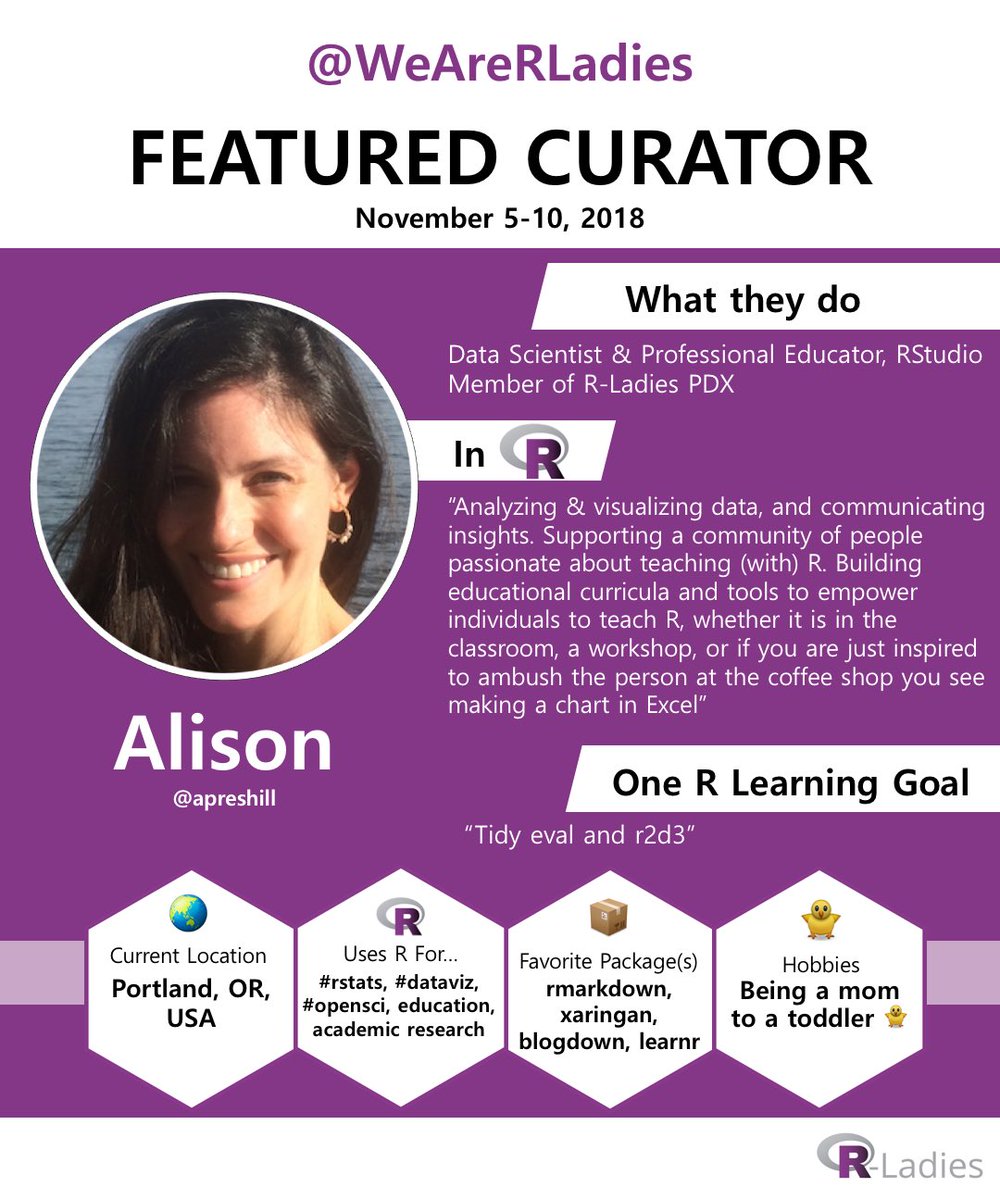 @WeAreRLadies
FEATURED CURATOR
November 5-10, 2018
What they do
Data Scientist & Professional Educator, RStudio
Member of R-Ladies PDX
In R
“Analyzing & visualizing data, and communicating
insights. Supporting a community of people
passionate about teaching (with) R. Building
educational curricula and tools to empower
individuals to teach R, whether it is in the
classroom, a workshop, or if you are just inspired
to ambush the person at the coffee shop you see
making a chart in Excel”
Alison
@apreshill
One R Learning Goal
“Tidy eval and r2d3”
Current Location
Portland, OR,
USA
R
Uses R For...
#rstats, #dataviz,
#opensci, education,
academic research
Favorite Package(s)
rmarkdown,
xaringan,
blogdown, learnr
Hobbies
Being a mom
to a toddler
R-Ladies